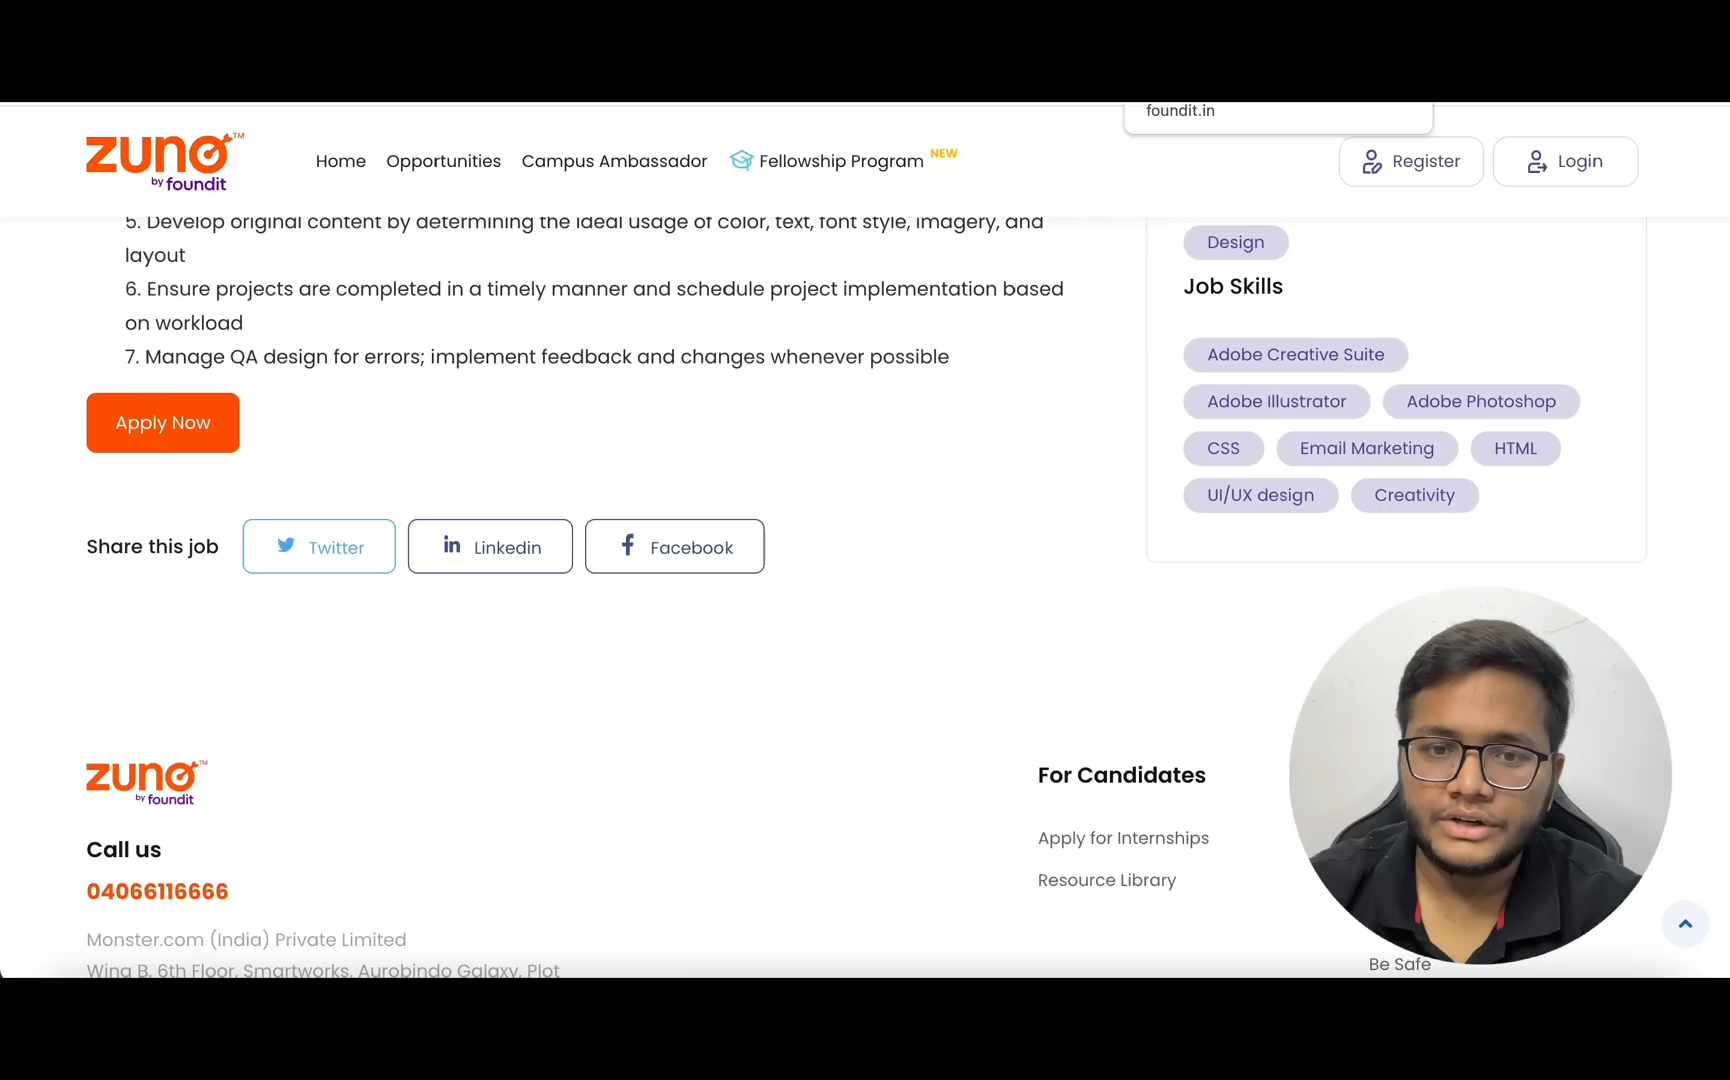 foundit.in
zuno™
by foundit
Home
Opportunities
Campus Ambassador
Fellowship Program NEW
Register
Login
5. Develop original content by determining the ideal usage of color, text, font style, imagery, and
layout
6. Ensure projects are completed in a timely manner and schedule project implementation based
on workload
7. Manage QA design for errors; implement feedback and changes whenever possible
Apply Now
Share this job
Twitter
Linkedin
Facebook
Design
Job Skills
Adobe Creative Suite
Adobe Illustrator
Adobe Photoshop
CSS
Email Marketing
HTML
UI/UX design
Creativity
zuno™
by foundit
Call us
04066116666
Monster.com (India) Private Limited
Wing B, 6th Floor, Smartworks, Aurobindo Galaxy, Plot
For Candidates
Apply for Internships
Resource Library
Be Safe